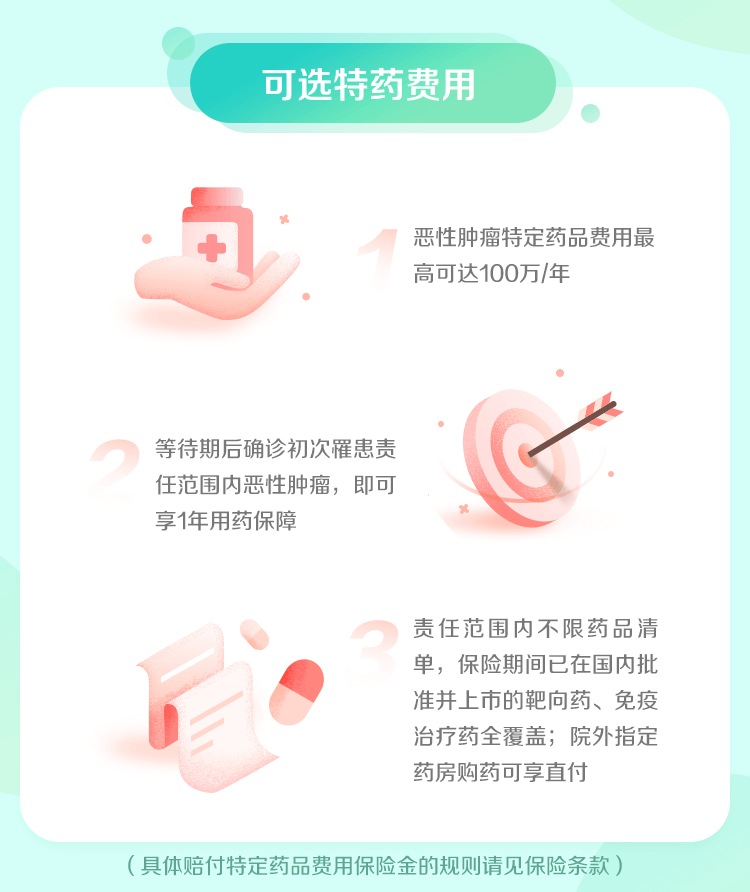 可选特药费用
1
恶性肿瘤特定药品费用最
高可达100万/年
2
等待期后确诊初次罹患责
任范围内恶性肿瘤，即可
享1年用药保障
3
责任范围内不限药品清
单，保险期间已在国内批
准并上市的靶向药、免疫
治疗药全覆盖；院外指定
药房购药可享直付
（具体赔付特定药品费用保险金的规则请见保险条款）